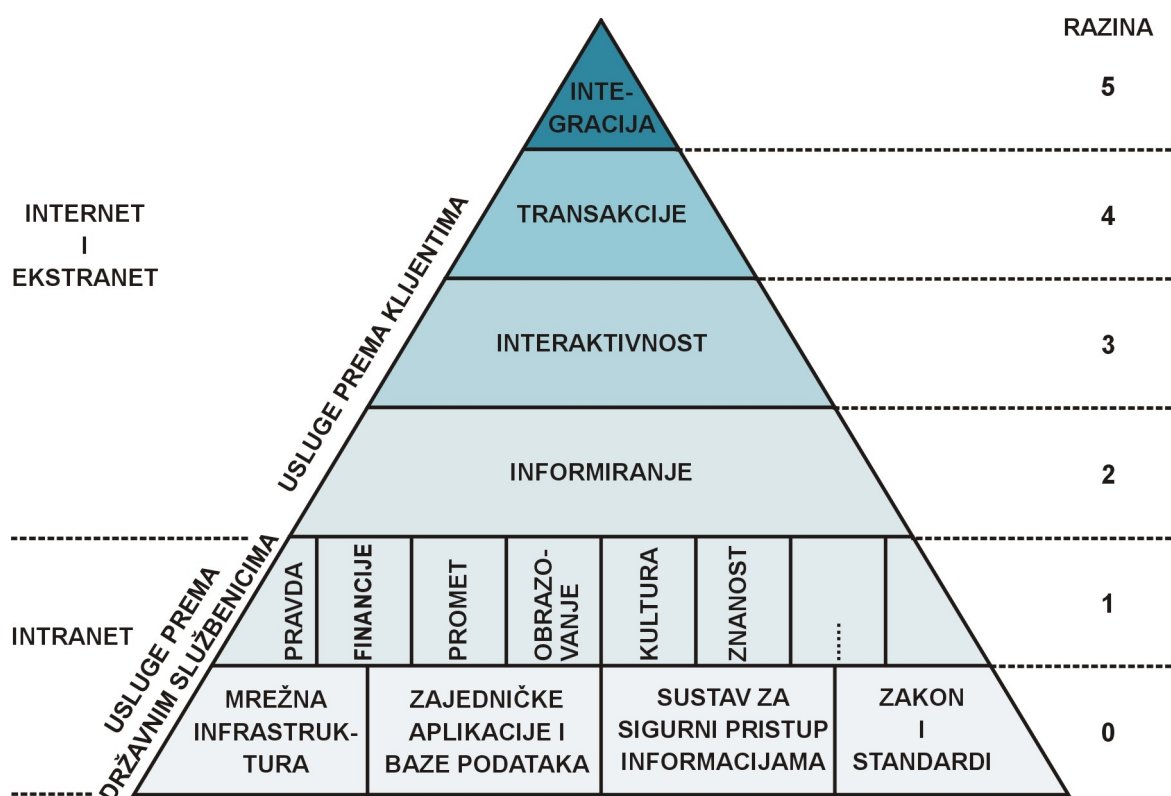 RAZINA
INTE-
GRACIJA
5
TRANSAKCIJE
4
INTERNET
I
EKSTRANET
USLUGE PREMA KLIJENTIMA
INTERAKTIVNOST
3
INFORMIRANJE
2
INTRANET
USLUGE PREMA
DRŽAVNIM SLUŽBENICIMA
PRAVDA
FINANCIJE
PROMET
OBRAZO-
VANJE
KULTURA
ZNANOST
......
1
MREŽNA
INFRASTRUK-
TURA
ZAJEDNIČKE
APLIKACIJE I
BAZE PODATAKA
SUSTAV ZA
SIGURNI PRISTUP
INFORMACIJAMA
ZAKON
I
STANDARDI
0